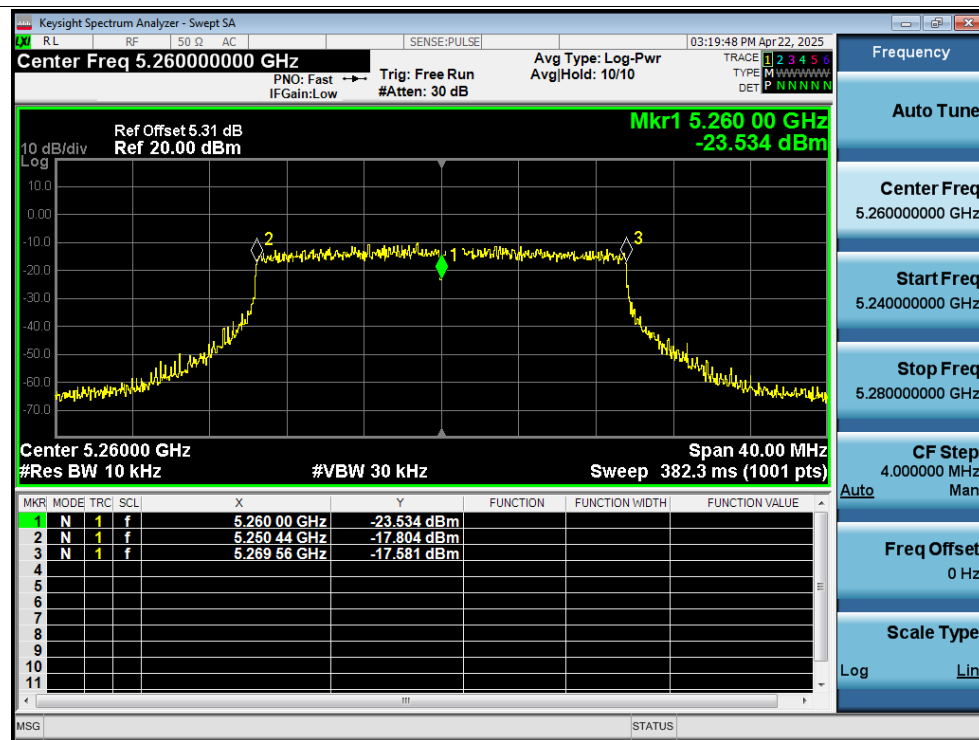 Keysight Spectrum Analyzer - Swept SA
LXI RL RF 50 Ω AC SENSE:PULSE 03:19:48 PM Apr 22, 2025
Center Freq 5.260000000 GHz
PNO: Fast
IFGain:Low
Trig: Free Run
#Atten: 30 dB
Avg Type: Log-Pwr
Avg|Hold: 10/10
TRACE 1 2 3 4 5 6
TYPE M W W W W W
DET P N N N N N
Mkr1 5.260 00 GHz
-23.534 dBm
Ref Offset 5.31 dB
10 dB/div Ref 20.00 dBm
Log
10.0
0.00
-10.0
-20.0
-30.0
-40.0
-50.0
-60.0
-70.0
2
1
3
Center 5.26000 GHz Span 40.00 MHz
#Res BW 10 kHz #VBW 30 kHz Sweep 382.3 ms (1001 pts)
MKR MODE TRC SCL X Y FUNCTION FUNCTION WIDTH FUNCTION VALUE
1 N 1 f 5.260 00 GHz -23.534 dBm
2 N 1 f 5.250 44 GHz -17.804 dBm
3 N 1 f 5.269 56 GHz -17.581 dBm
4
5
6
7
8
9
10
11
MSG STATUS
Frequency
Auto Tune
Center Freq
5.260000000 GHz
Start Freq
5.240000000 GHz
Stop Freq
5.280000000 GHz
CF Step
4.000000 MHz
Auto Man
Freq Offset
0 Hz
Scale Type
Log Lin